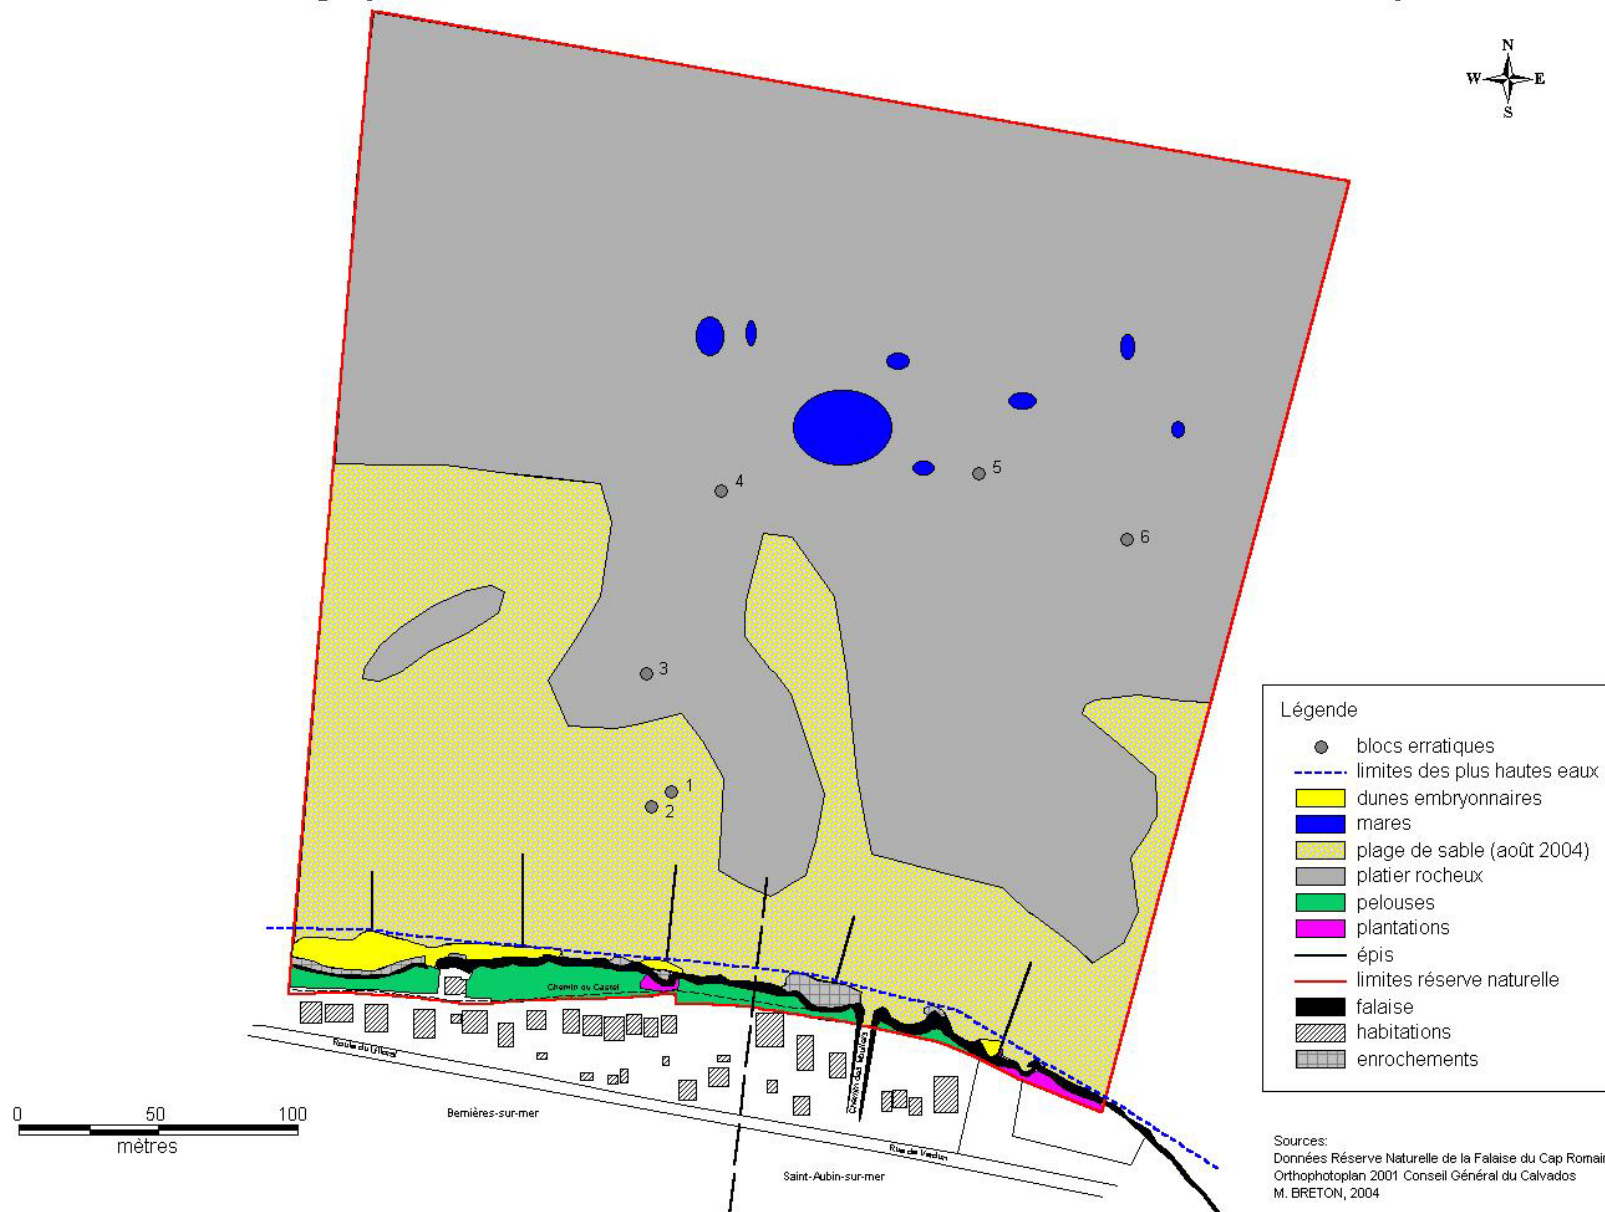 N
W E
S
4
5
6
3
1
2
Légende
blocs erratiques
limites des plus hautes eaux
dunes embryonnaires
mares
plage de sable (août 2004)
platier rocheux
pelouses
plantations
épis
limites réserve naturelle
falaise
habitations
enrochements
Chemin du Castel
Route du Littoral
Chemin des
Bernières-sur-mer
Rue de Verdun
Saint-Aubin-sur-mer
0 50 100
mètres
Sources:
Données Réserve Naturelle de la Falaise du Cap Romain
Orthophotoplan 2001 Conseil Général du Calvados
M. BRETON, 2004